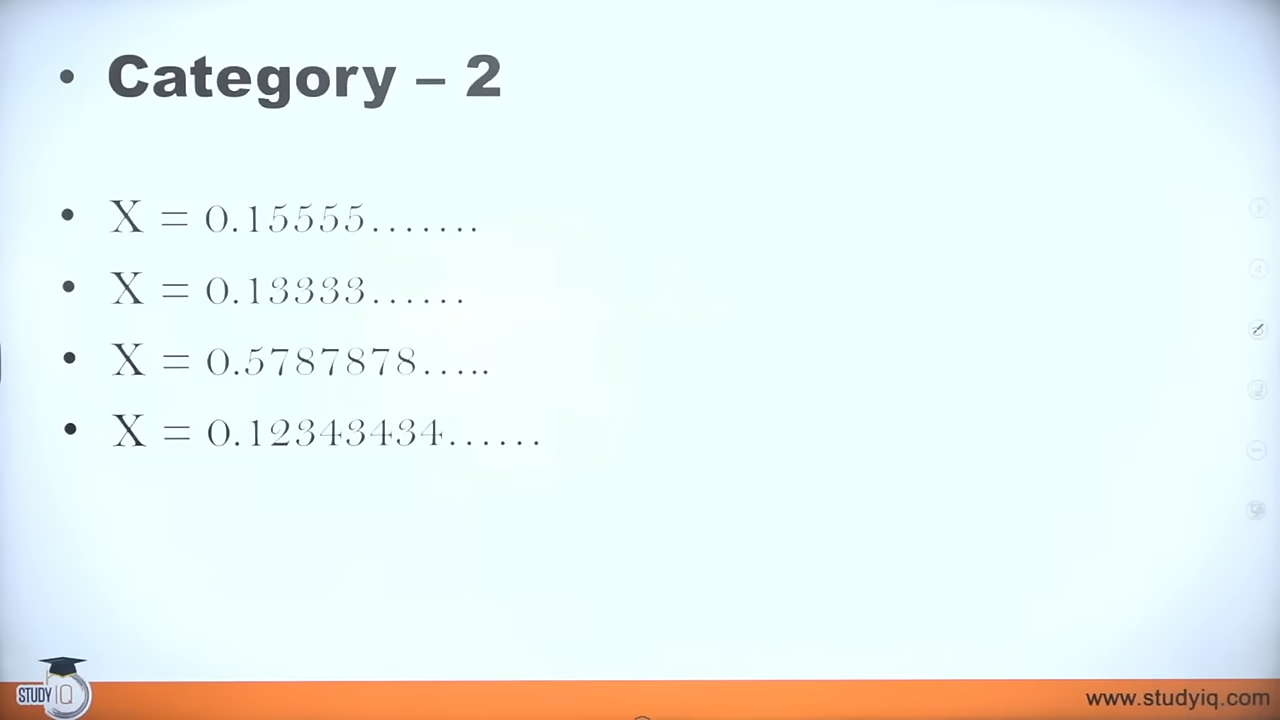 • Category – 2
• X = 0.15555.......
• X = 0.13333......
• X = 0.5787878.....
• X = 0.12343434......
STUDY IQ
www.studyiq.com